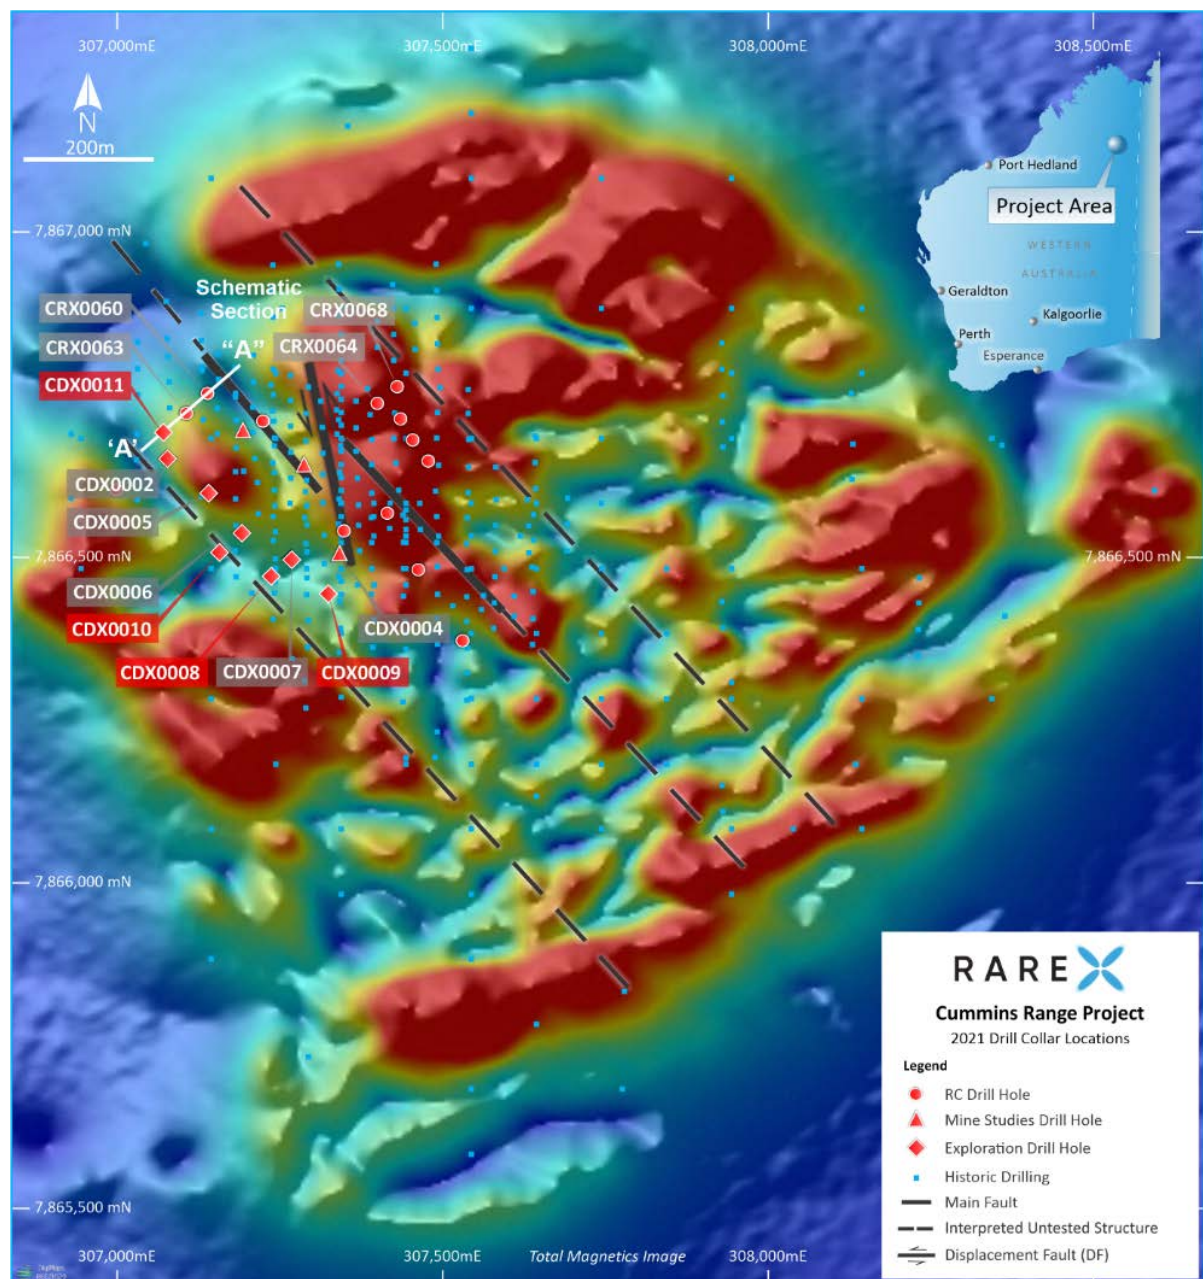 307,000mE
307,500mE
308,000mE
308,500mE
N
200m
Port Hedland
Project Area
WESTERN
AUSTRALIA
Geraldton
Kalgoorlie
Perth
Esperance
7,867,000 mN
Schematic
Section
CRX0060
CRX0068
CRX0063
"A"
CRX0064
CDX0011
'A'
CDX0002
CDX0005
7,866,500 mN
7,866,500 mN
CDX0006
CDX0010
CDX0004
CDX0008
CDX0007
CDX0009
7,866,000 mN
RAREX
Cummins Range Project
2021 Drill Collar Locations
Legend
RC Drill Hole
Mine Studies Drill Hole
Exploration Drill Hole
Historic Drilling
Main Fault
Interpreted Untested Structure
Displacement Fault (DF)
7,865,500 mN
307,000mE
307,500mE
Total Magnetics Image
308,000mE